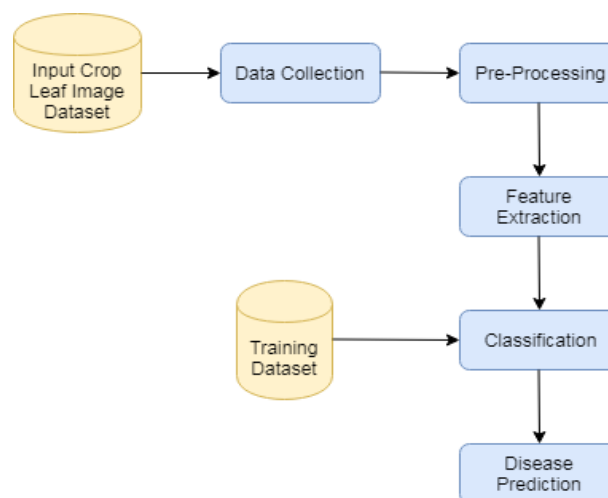 Input Crop
Leaf Image
Dataset
Data Collection
Pre-Processing
Feature
Extraction
Training
Dataset
Classification
Disease
Prediction